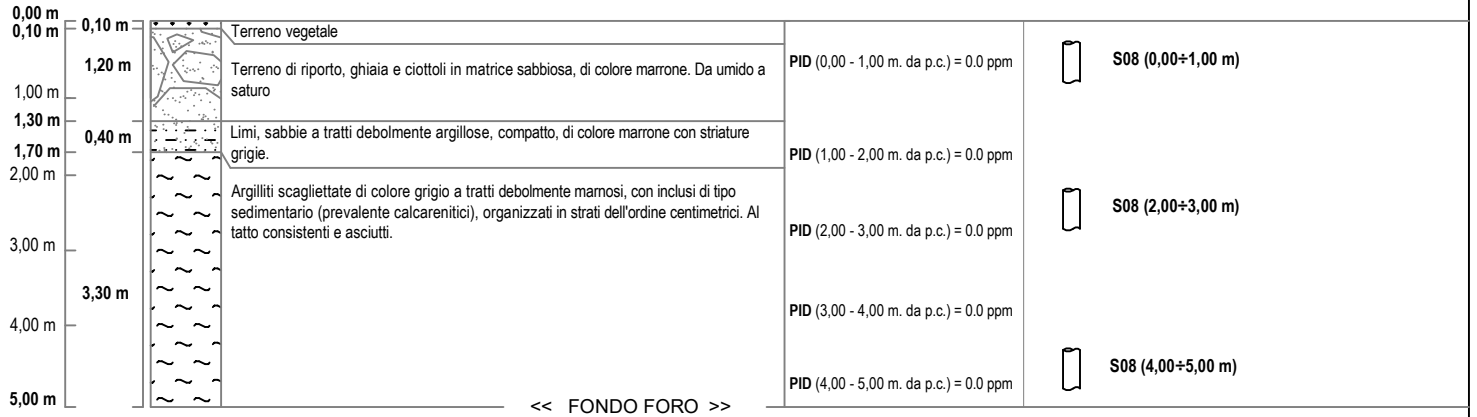 0,00 m
0,10 m
0,10 m
Terreno vegetale
1,20 m
Terreno di riporto, ghiaia e ciottoli in matrice sabbiosa, di colore marrone. Da umido a
saturo
PID (0,00 - 1,00 m. da p.c.) = 0.0 ppm
S08 (0,00÷1,00 m)
1,00 m
1,30 m
0,40 m
Limi, sabbie a tratti debolmente argillose, compatto, di colore marrone con striature
grigie.
1,70 m
PID (1,00 - 2,00 m. da p.c.) = 0.0 ppm
2,00 m
Argilliti scagliettate di colore grigio a tratti debolmente marnosi, con inclusi di tipo
sedimentario (prevalente calcarenitici), organizzati in strati dell'ordine centimetrici. Al
tatto consistenti e asciutti.
S08 (2,00÷3,00 m)
PID (2,00 - 3,00 m. da p.c.) = 0.0 ppm
3,00 m
3,30 m
PID (3,00 - 4,00 m. da p.c.) = 0.0 ppm
4,00 m
S08 (4,00÷5,00 m)
PID (4,00 - 5,00 m. da p.c.) = 0.0 ppm
5,00 m
<< FONDO FORO >>